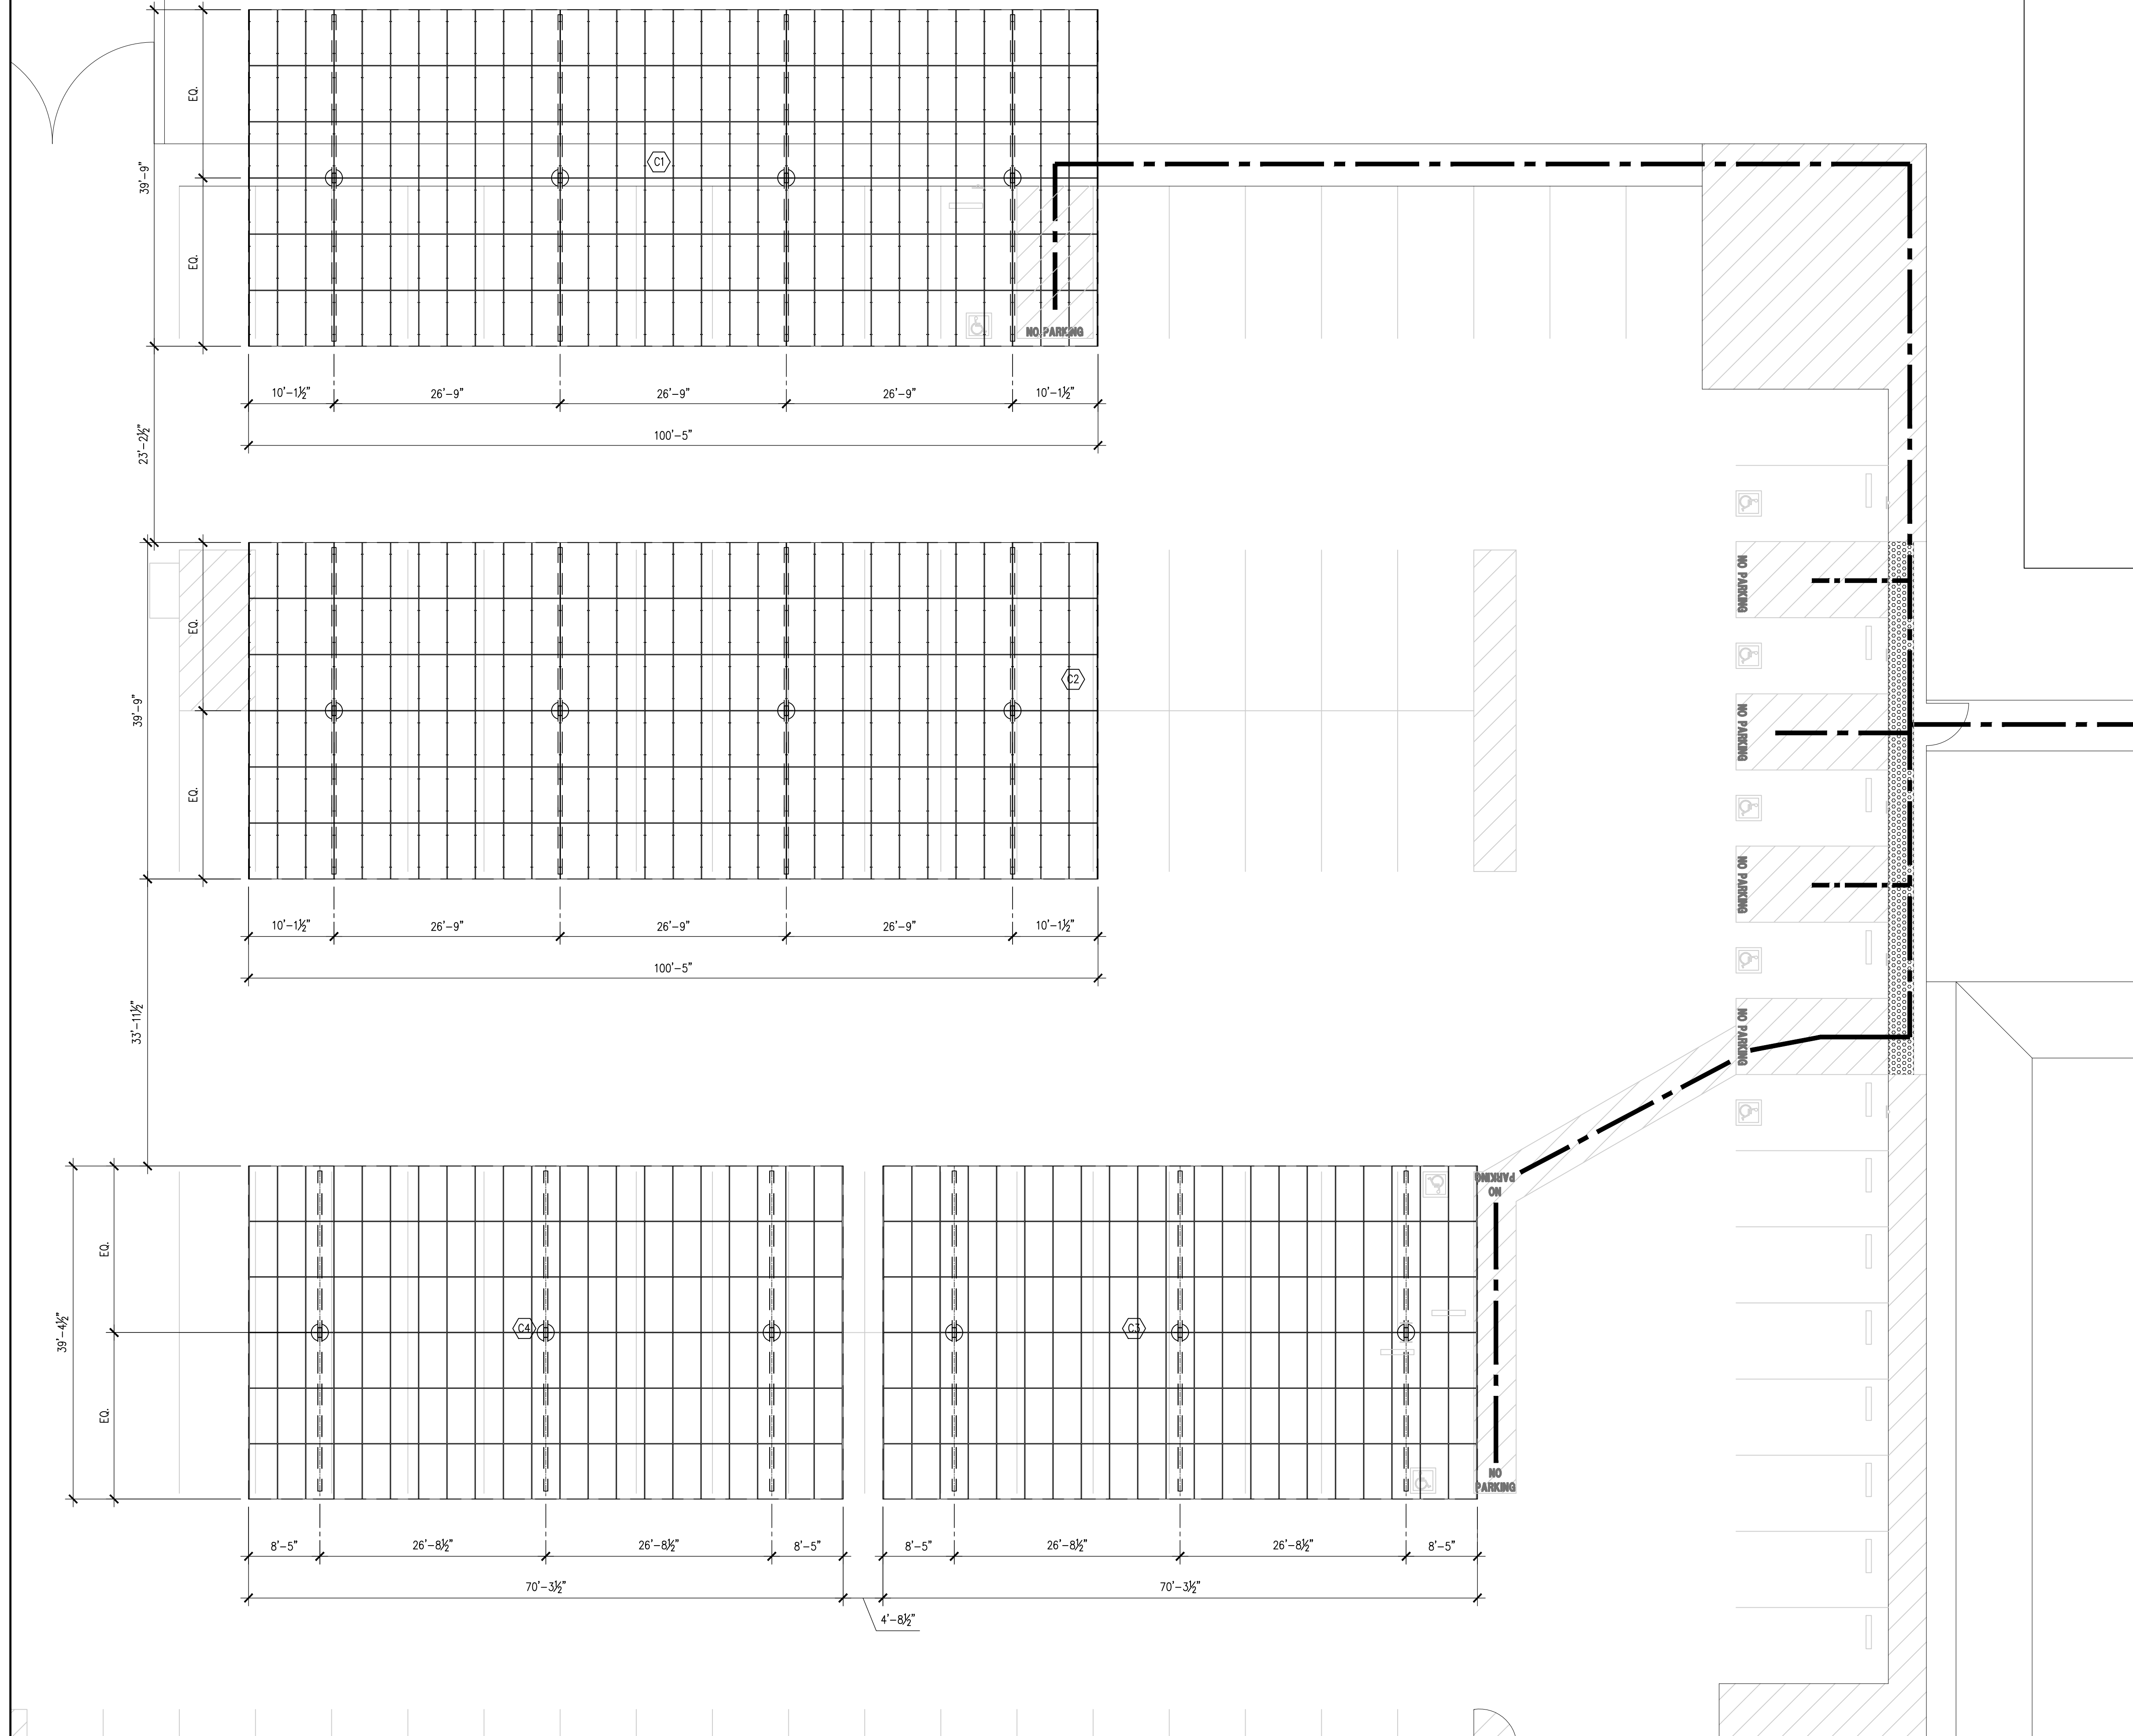 EQ.
C1
39'-9"
EQ.
NO PARKING
10'-1½"
26'-9"
26'-9"
26'-9"
10'-1½"
100'-5"
23'-2½"
NO PARKING
EQ.
C2
39'-9"
NO PARKING
EQ.
NO PARKING
10'-1½"
26'-9"
26'-9"
26'-9"
10'-1½"
100'-5"
33'-11½"
NO PARKING
NO
PARKING
EQ.
C4
C3
39'-4½"
EQ.
NO
PARKING
8'-5"
26'-8½"
26'-8½"
8'-5"
8'-5"
26'-8½"
26'-8½"
8'-5"
70'-3½"
70'-3½"
4'-8½"